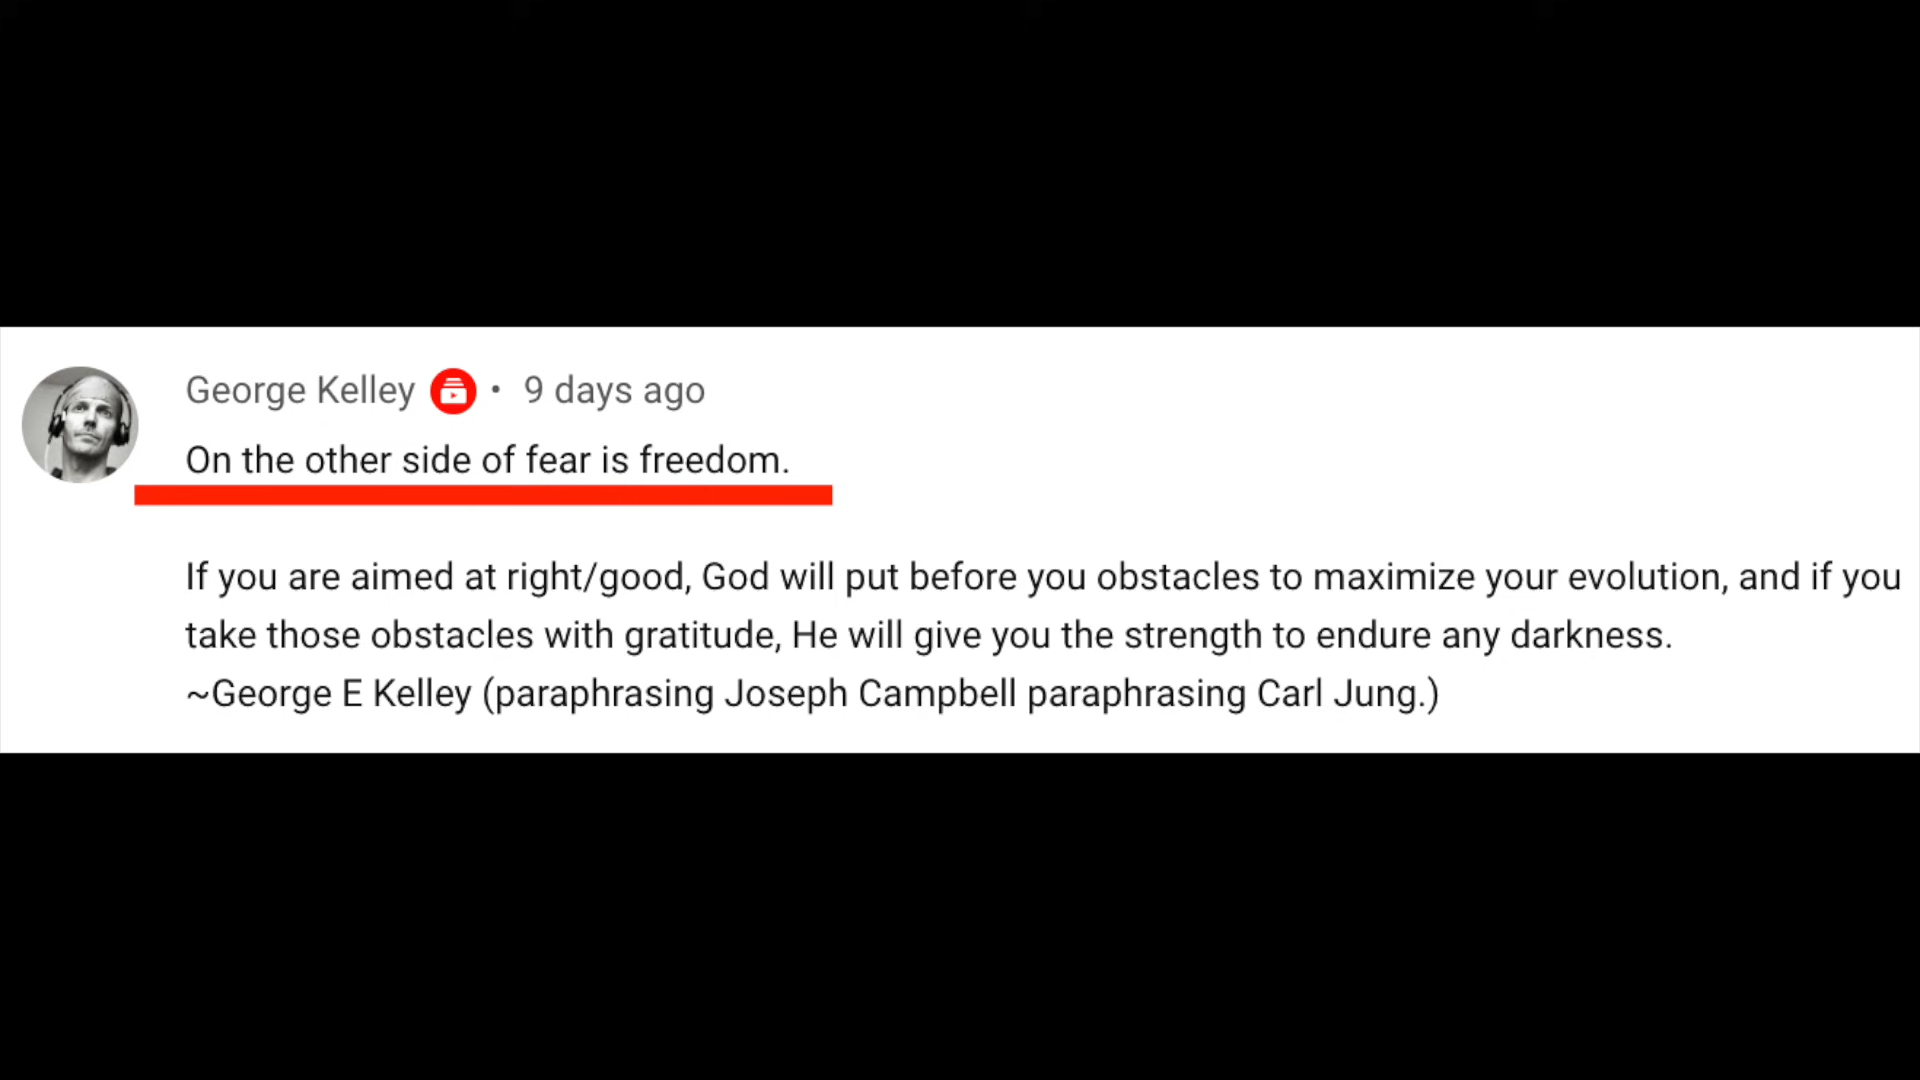 George Kelley • 9 days ago
On the other side of fear is freedom.
If you are aimed at right/good, God will put before you obstacles to maximize your evolution, and if you
take those obstacles with gratitude, He will give you the strength to endure any darkness.
~George E Kelley (paraphrasing Joseph Campbell paraphrasing Carl Jung.)